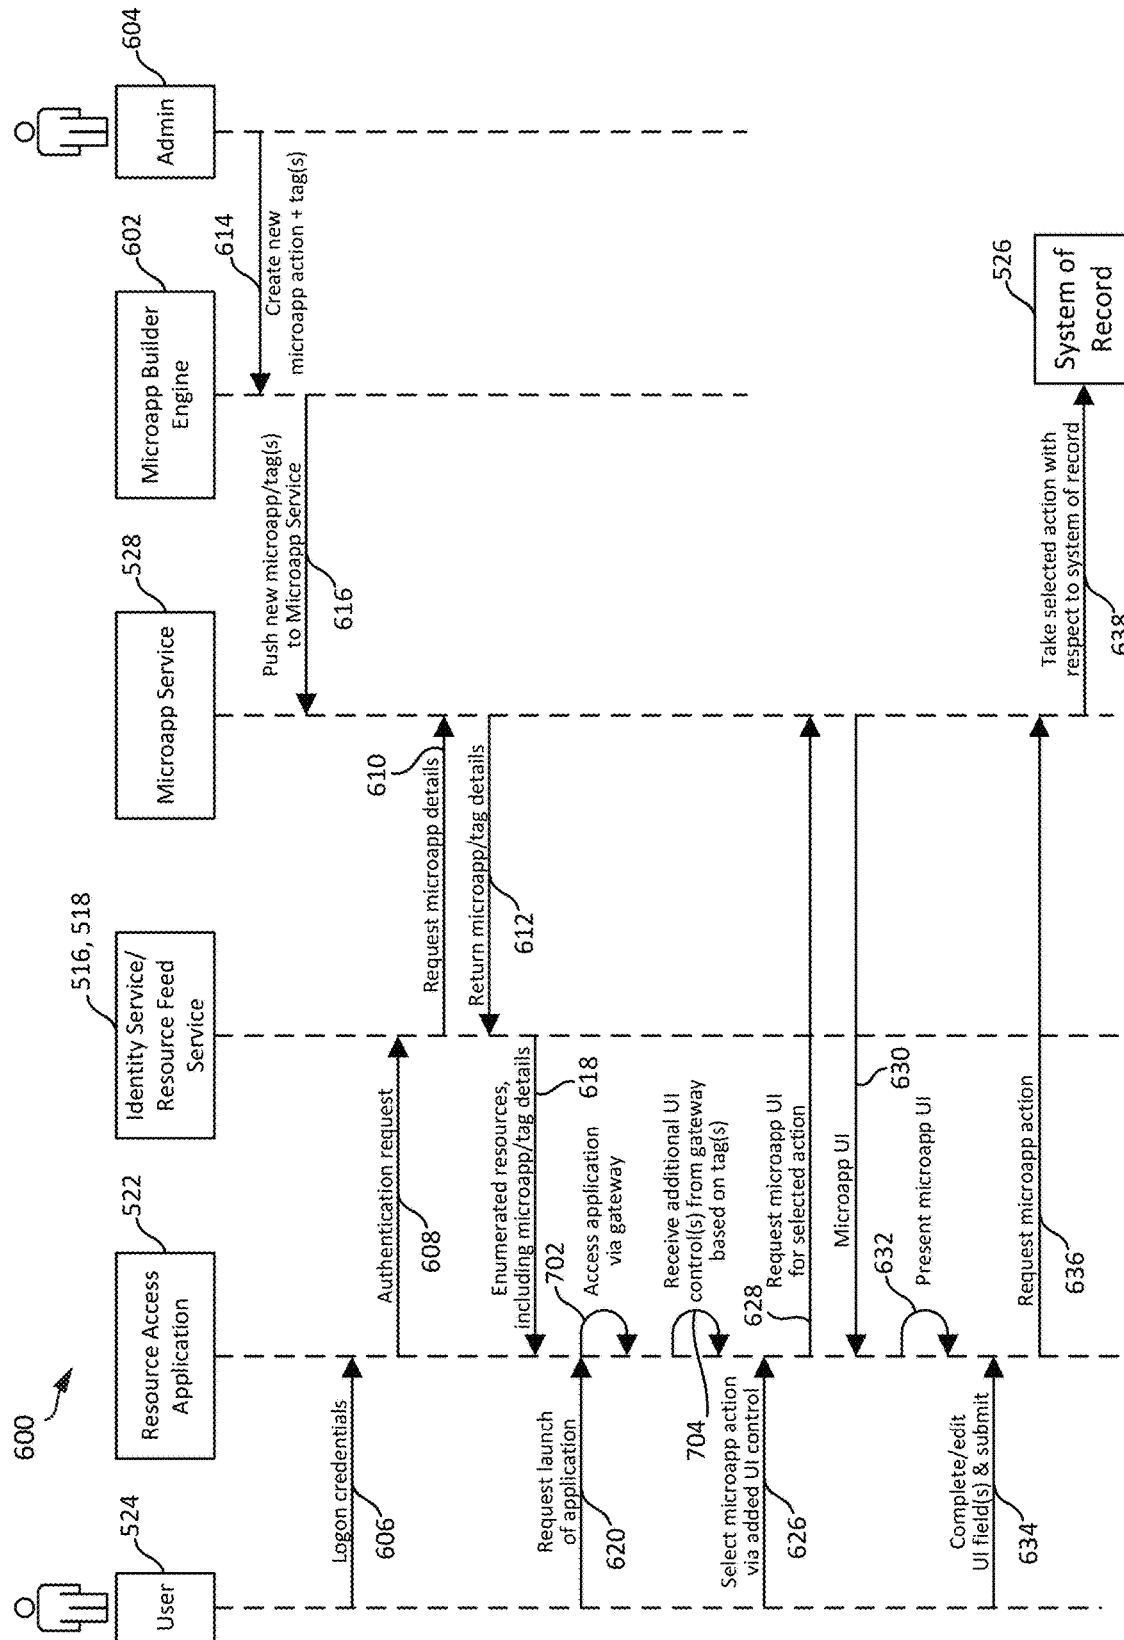 600
User
524
Resource Access
Application
522
Identity Service/
Resource Feed
Service
516, 518
Microapp Service
528
Microapp Builder
Engine
602
Admin
604
Create new
microapp action + tag(s)
614
Push new microapp/tag(s)
to Microapp Service
616
Logon credentials
606
Authentication request
608
Request microapp details
610
Return microapp/tag details
612
Enumerated resources,
including microapp/tag details
618
Request launch
of application
620
Access application
via gateway
702
Receive additional UI
control(s) from gateway
based on tag(s)
704
Select microapp action
via added UI control
626
Request microapp UI
for selected action
628
Microapp UI
630
Present microapp UI
632
Complete/edit
UI field(s) & submit
634
Request microapp action
636
Take selected action with
respect to system of record
638
System of
Record
526